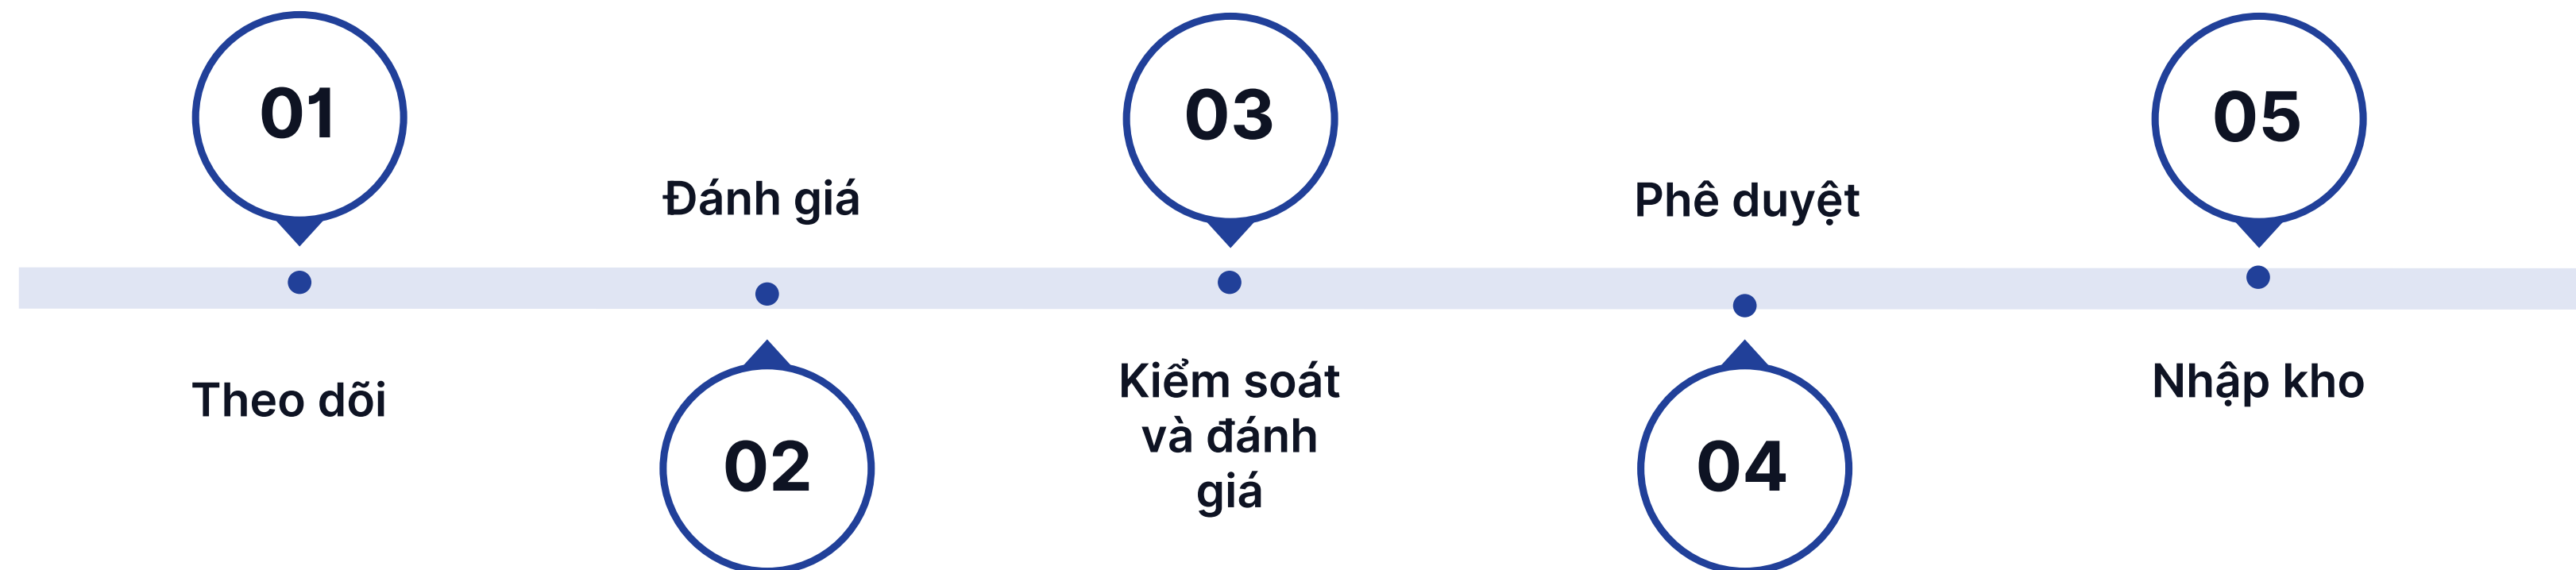 01
Theo dõi
Đánh giá
02
03
Kiểm soát
và đánh
giá
Phê duyệt
04
05
Nhập kho